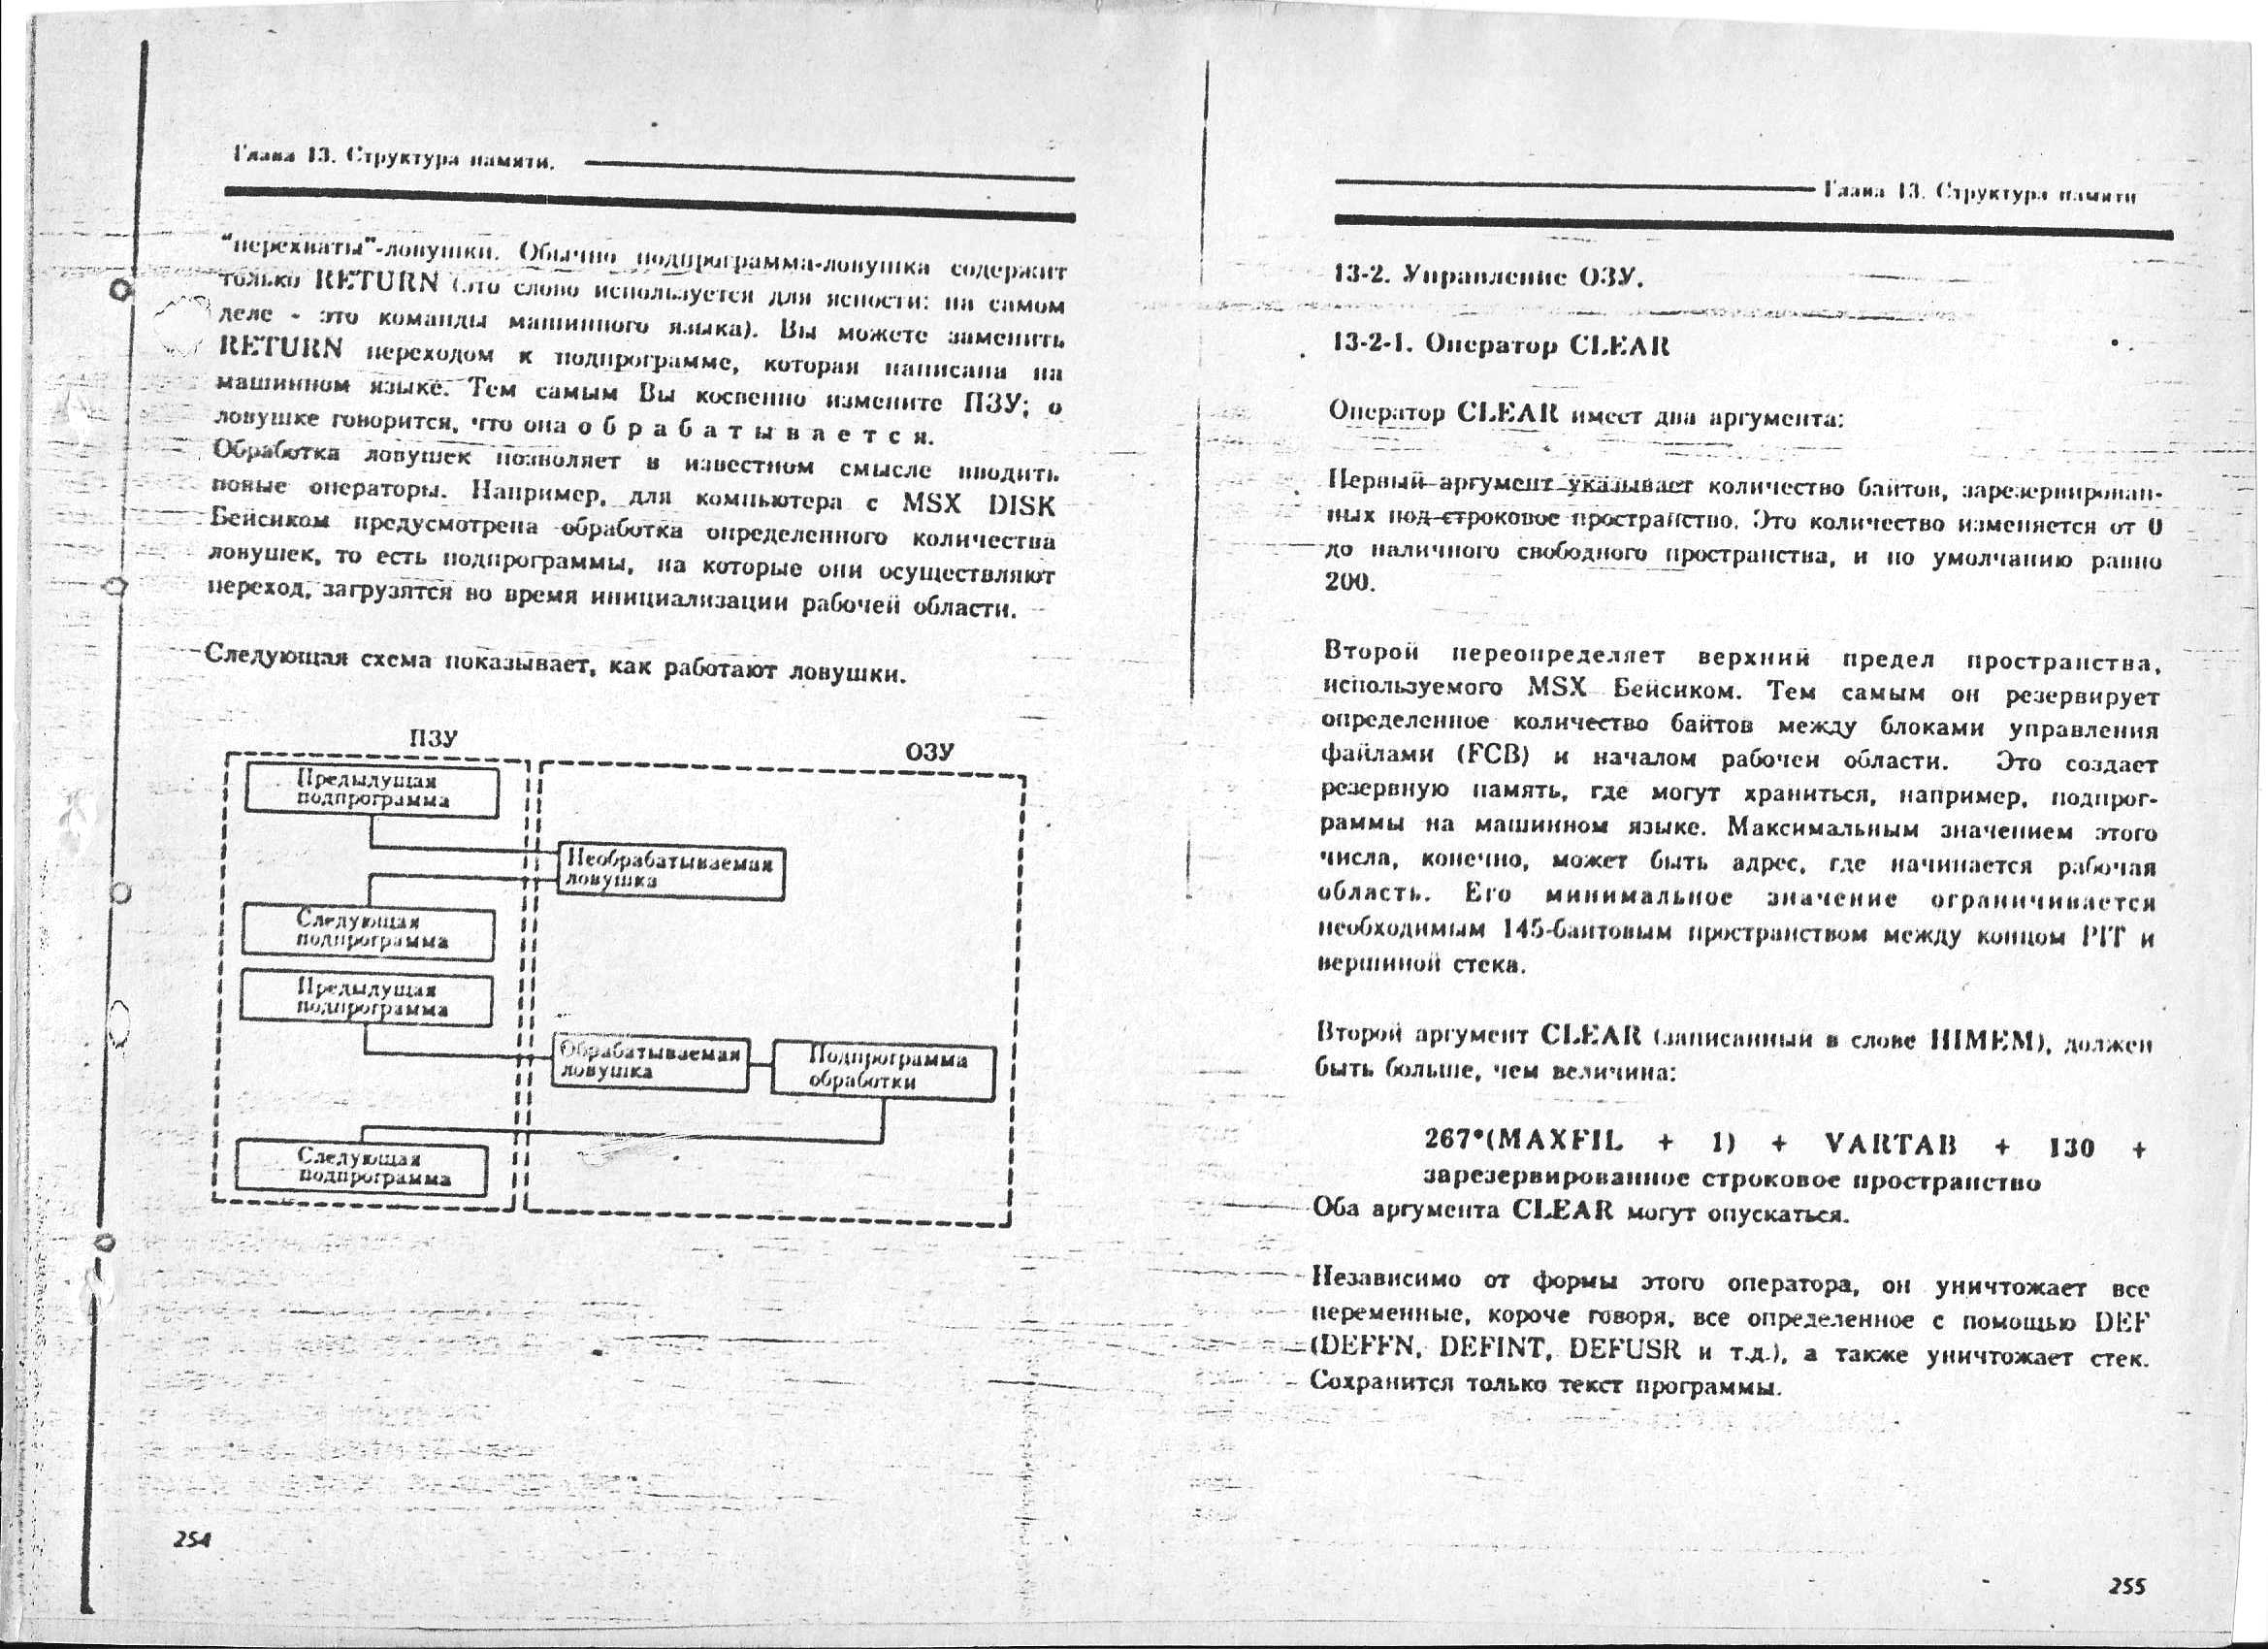 Глава 13. Структура памяти.
"перехваты"-ловушки. Обычно подпрограмма-ловушка содержит
только RETURN (это слово используется для ясности: на самом
деле - это команды машинного языка). Вы можете заменить
RETURN переходом к подпрограмме, которая написана на
машинном языке. Тем самым Вы косвенно измените ПЗУ; о
ловушке говорится, что она о б р а б а т ы в а е т с я.
Обработка ловушек позволяет в известном смысле вводить
новые операторы. Например, для компьютера с MSX DISK
Бейсиком предусмотрена обработка определенного количества
ловушек, то есть подпрограммы, на которые они осуществляют
переход, загрузятся во время инициализации рабочей области.
Следующая схема показывает, как работают ловушки.
ПЗУ
ОЗУ
Предыдущая
подпрограмма
Необрабатываемая
ловушка
Следующая
подпрограмма
Предыдущая
подпрограмма
Обрабатываемая
ловушка
Подпрограмма
обработки
Следующая
подпрограмма
254
Глава 13. Структура памяти
13-2. Управление ОЗУ.
13-2-1. Оператор CLEAR
Оператор CLEAR имеет два аргумента:
Первый аргумент указывает количество байтов, зарезервирован-
ных под строковое пространство. Это количество изменяется от 0
до наличного свободного пространства, и по умолчанию равно
200.
Второй переопределяет верхний предел пространства,
используемого MSX Бейсиком. Тем самым он резервирует
определенное количество байтов между блоками управления
файлами (FCB) и началом рабочей области. Это создает
резервную память, где могут храниться, например, подпрог-
раммы на машинном языке. Максимальным значением этого
числа, конечно, может быть адрес, где начинается рабочая
область. Его минимальное значение ограничивается
необходимым 145-байтовым пространством между концом PIT и
вершиной стека.
Второй аргумент CLEAR (записанный в слове HIMEM), должен
быть больше, чем величина:
267*(MAXFIL + 1) + VARTAB + 130 +
зарезервированное строковое пространство
Оба аргумента CLEAR могут опускаться.
Независимо от формы этого оператора, он уничтожает все
переменные, короче говоря, все определенное с помощью DEF
(DEFFN, DEFINT, DEFUSR и т.д.), а также уничтожает стек.
Сохранится только текст программы.
255